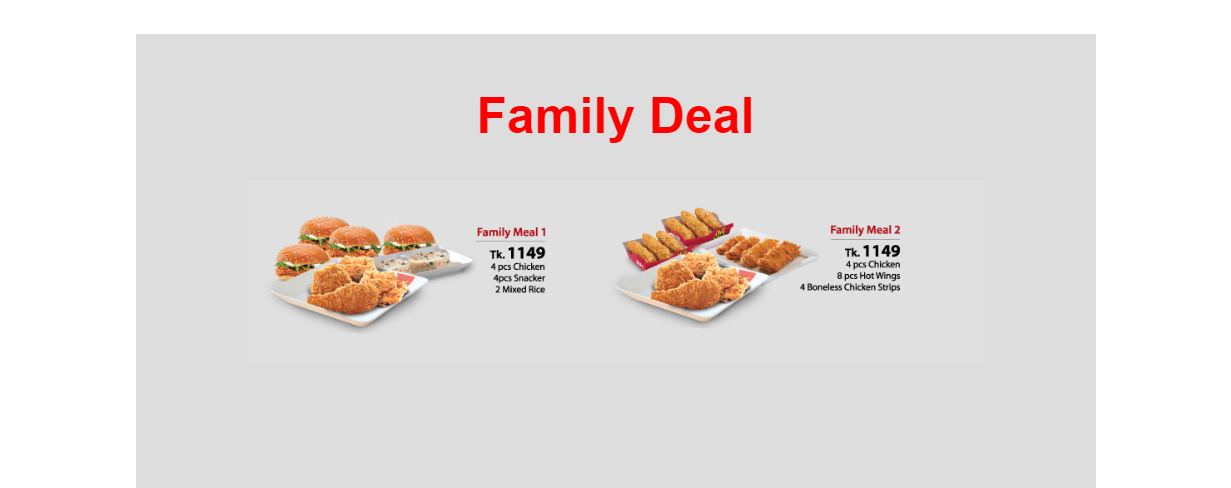 Family Deal
Family Meal 1
Tk. 1149
4 pcs Chicken
4pcs Snacker
2 Mixed Rice
Family Meal 2
Tk. 1149
4 pcs Chicken
8 pcs Hot Wings
4 Boneless Chicken Strips